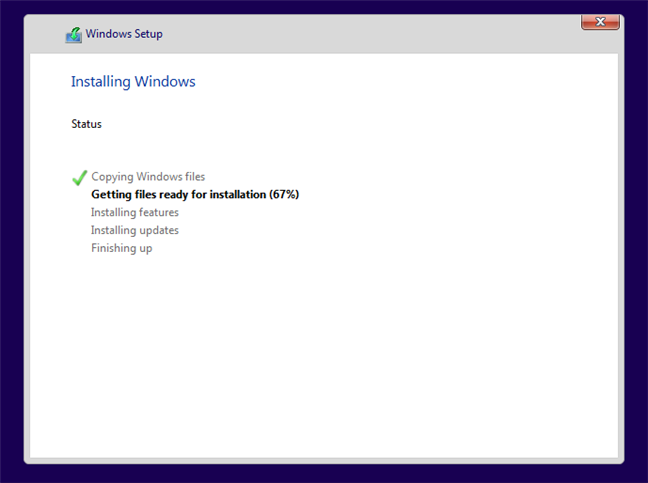 Windows Setup
Installing Windows
Status
Copying Windows files
Getting files ready for installation (67%)
Installing features
Installing updates
Finishing up